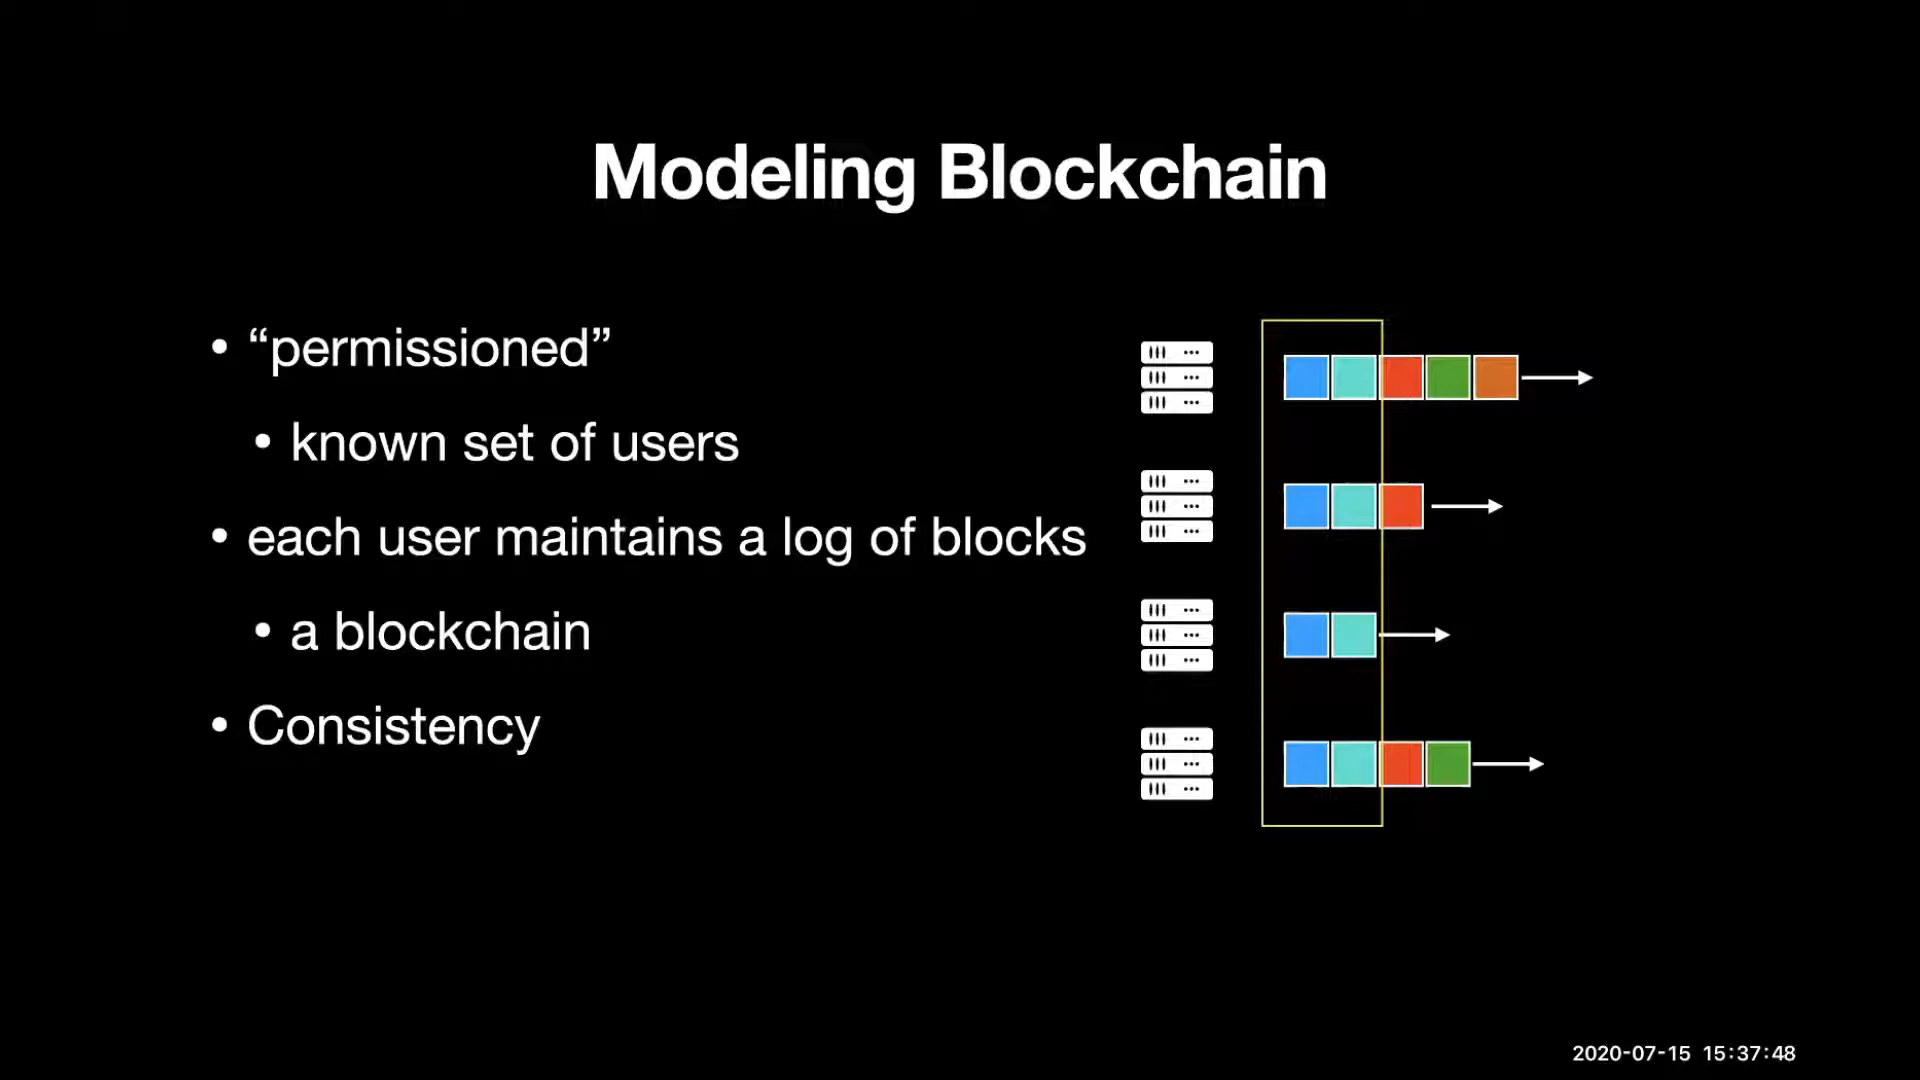 Modeling Blockchain
• “permissioned”
• known set of users
• each user maintains a log of blocks
• a blockchain
• Consistency
2020-07-15 15:37:48